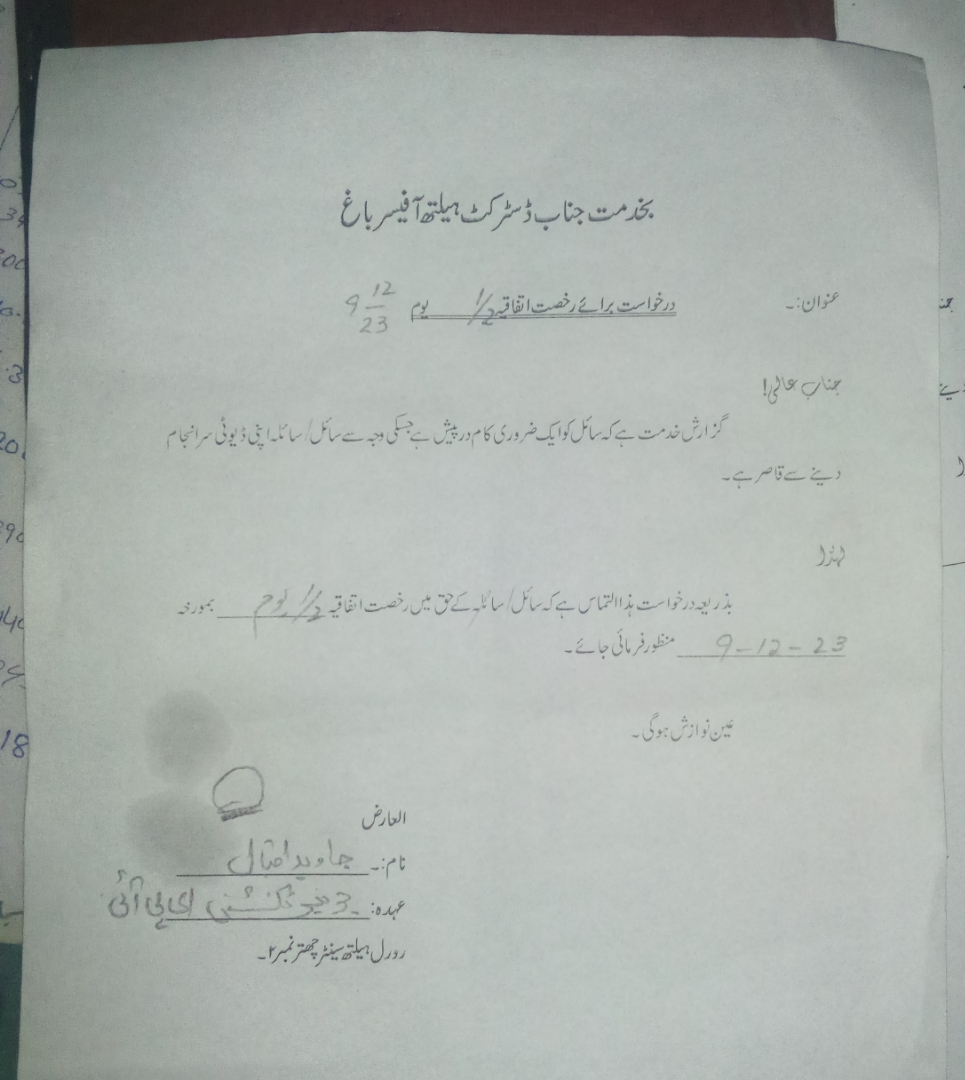 بخدمت جناب ڈسٹرکٹ ہیلتھ آفیسر باغ
عنوان:۔ درخواست برائے رخصت اتفاقیہ 1/2 یوم 9 12/23
جناب عالی!
گزارش خدمت ہے کہ سائل کو ایک ضروری کام درپیش ہے جسکی وجہ سے سائل/سائلہ اپنی ڈیوٹی سرانجام
دینے سے قاصر ہے۔
لہٰذا
بذریعہ درخواست ہذا التماس ہے کہ سائل/سائلہ کے حق میں رخصت اتفاقیہ 1/2 یوم بمورخہ
9-12-23 منظور فرمائی جائے۔
عین نوازش ہوگی۔
العارض
نام:۔ جاوید اقبال
عہدہ:۔ ای پی آئی
رورل ہیلتھ سینٹر چھتر نمبر ۲۔